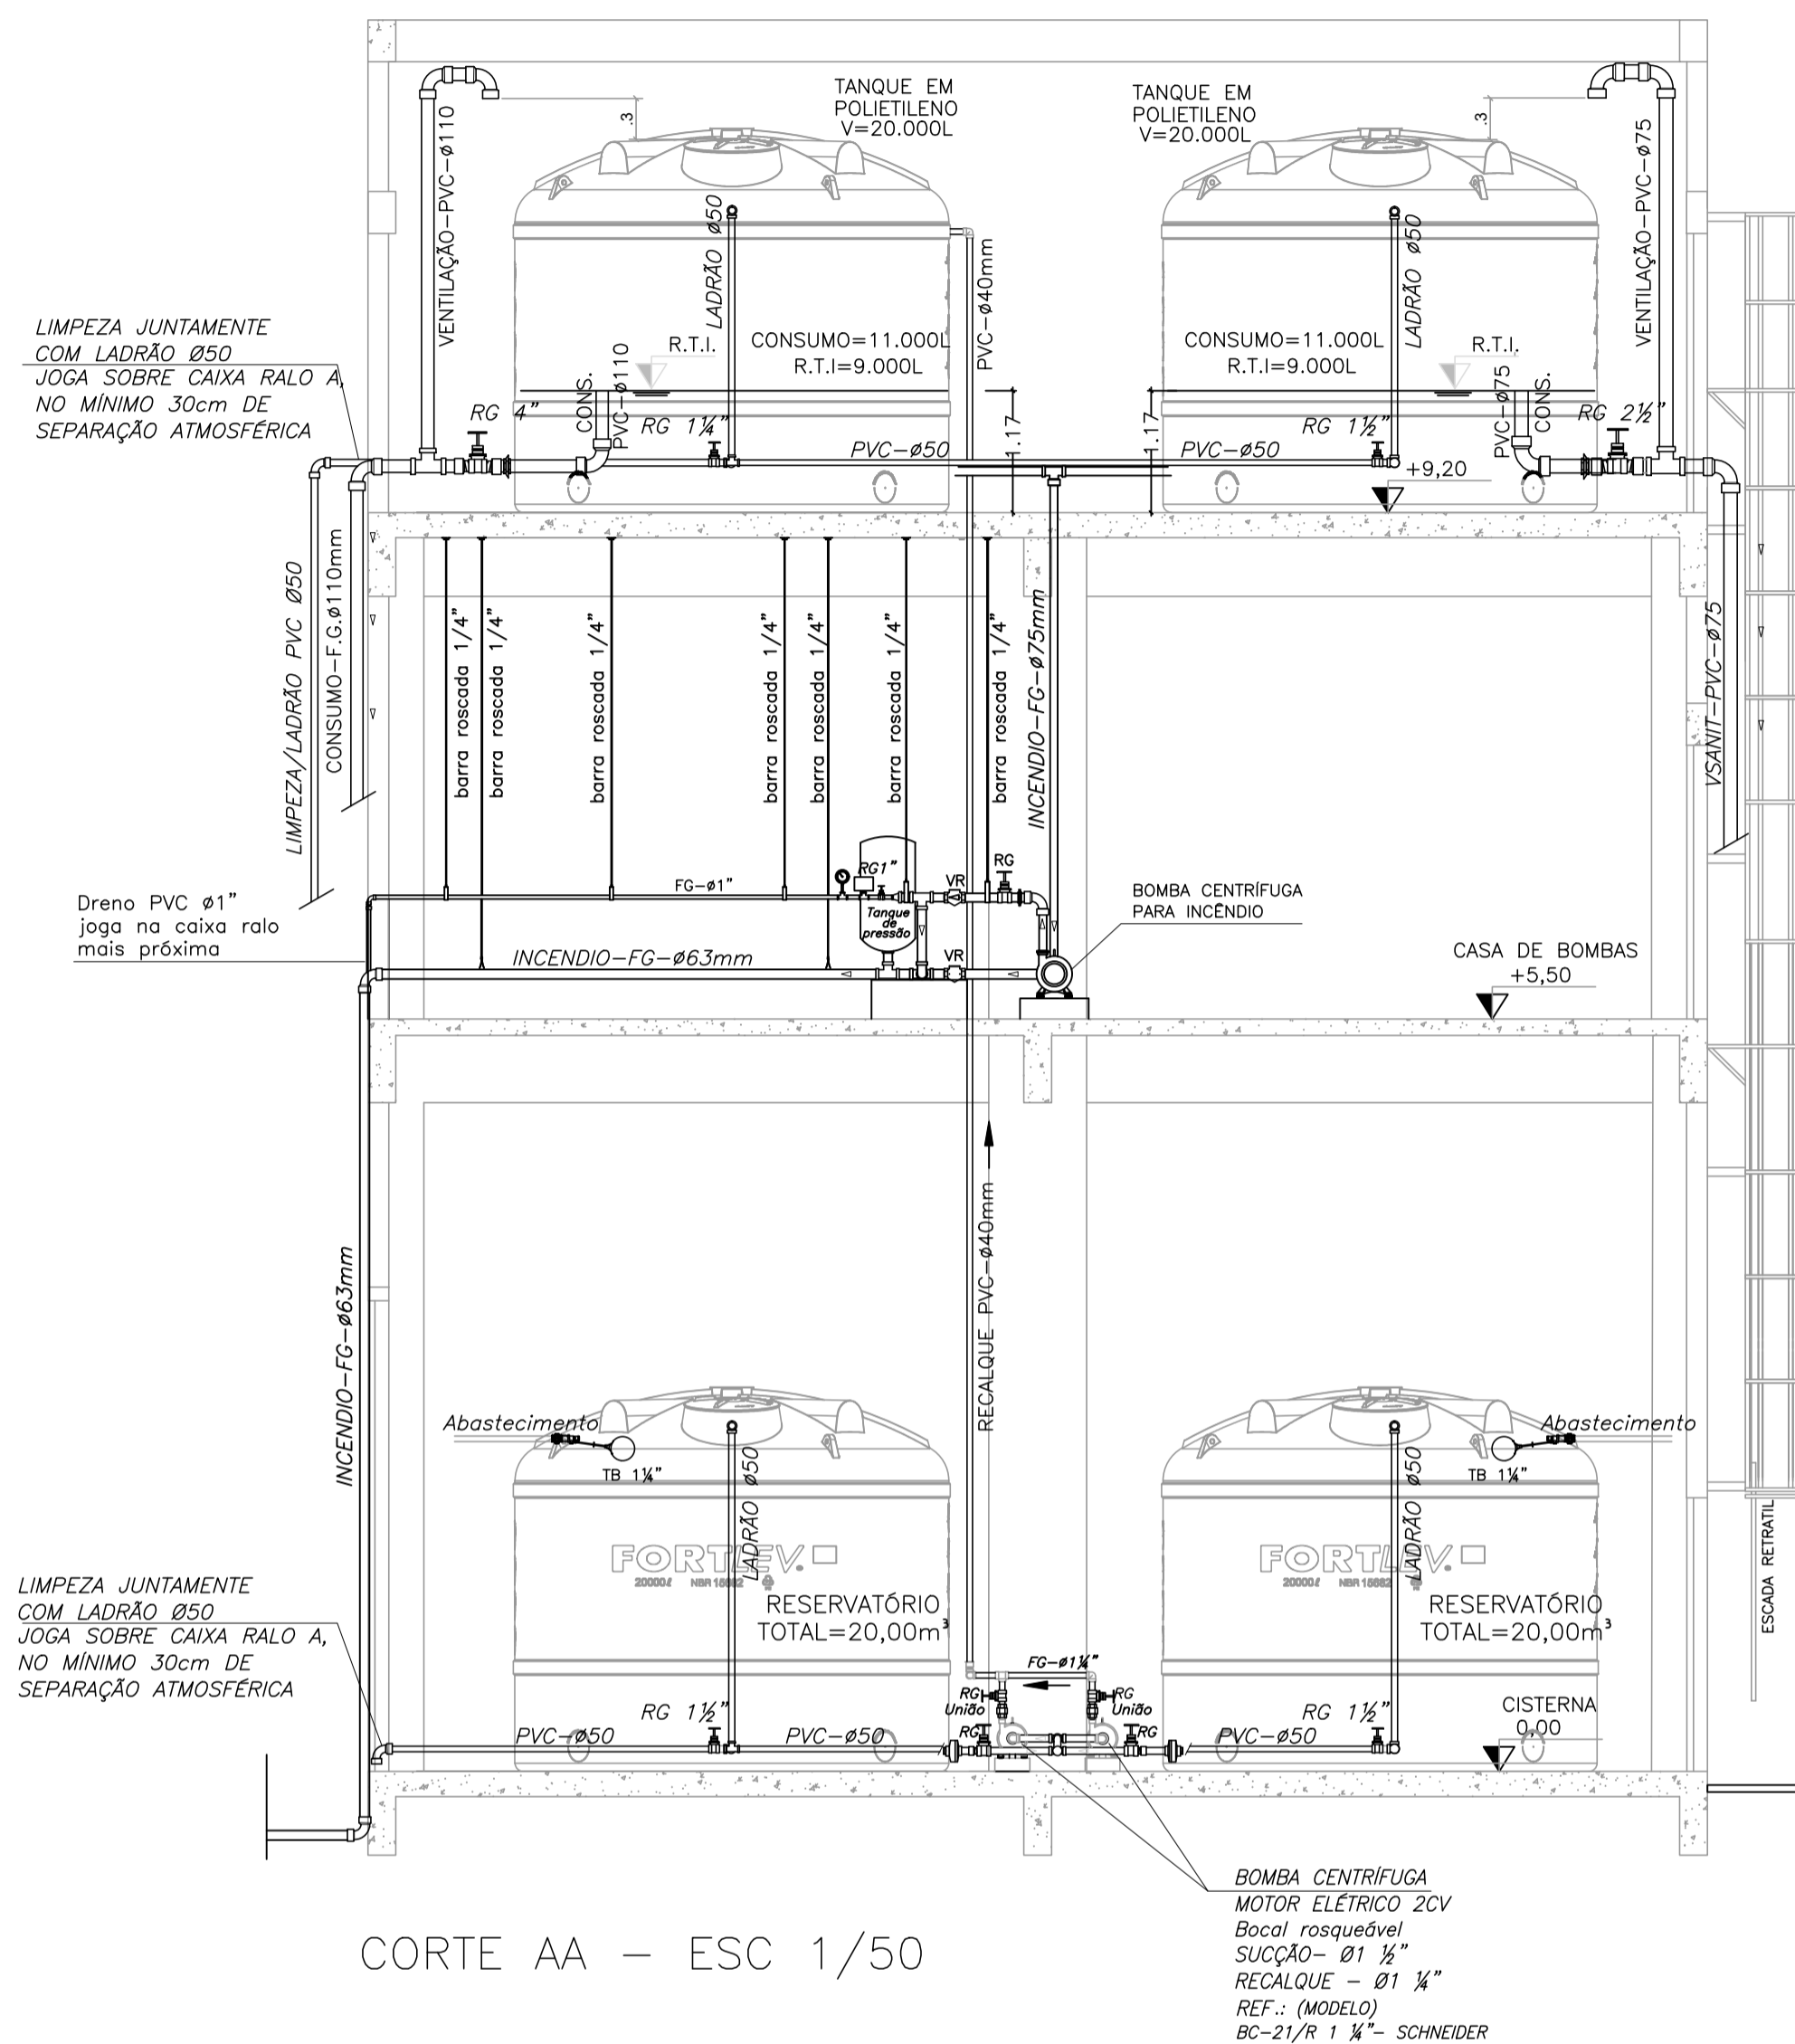 TANQUE EM
POLIETILENO
V=20.000L
TANQUE EM
POLIETILENO
V=20.000L
.3
.3
VENTILAÇÃO-PVC-ø110
LADRÃO ø50
PVC-ø40mm
LADRÃO ø50
VENTILAÇÃO-PVC-ø75
LIMPEZA JUNTAMENTE
COM LADRÃO Ø50
JOGA SOBRE CAIXA RALO A,
NO MÍNIMO 30cm DE
SEPARAÇÃO ATMOSFÉRICA
R.T.I.
CONSUMO=11.000L
R.T.I=9.000L
CONSUMO=11.000L
R.T.I=9.000L
R.T.I.
RG 4"
CONS.
PVC-ø110
RG 1¼"
PVC-ø50
1.17
1.17
PVC-ø50
RG 1½"
PVC-ø75
CONS.
RG 2½"
+9,20
LIMPEZA/LADRÃO PVC Ø50
CONSUMO-F.G.ø110mm
barra roscada 1/4"
barra roscada 1/4"
barra roscada 1/4"
barra roscada 1/4"
barra roscada 1/4"
barra roscada 1/4"
barra roscada 1/4"
INCENDIO-FG-ø75mm
VSANIT-PVC-ø75
Dreno PVC ø1"
joga na caixa ralo
mais próxima
FG-ø1"
RG1"
VR
RG
Tanque
de
pressão
VR
INCENDIO-FG-ø63mm
BOMBA CENTRÍFUGA
PARA INCÊNDIO
CASA DE BOMBAS
+5,50
INCENDIO-FG-ø63mm
RECALQUE PVC-ø40mm
Abastecimento
TB 1¼"
LADRÃO ø50
Abastecimento
TB 1¼"
LADRÃO ø50
ESCADA RETRATIL
FORTLEV.
20000ℓ NBR 15682
FORTLEV.
20000ℓ NBR 15682
RESERVATÓRIO
TOTAL=20,00m³
RESERVATÓRIO
TOTAL=20,00m³
LIMPEZA JUNTAMENTE
COM LADRÃO Ø50
JOGA SOBRE CAIXA RALO A,
NO MÍNIMO 30cm DE
SEPARAÇÃO ATMOSFÉRICA
FG-ø1¼"
RG
União
RG
União
RG
RG
RG 1½"
PVC-ø50
PVC-ø50
PVC-ø50
RG 1½"
CISTERNA
0,00
BOMBA CENTRÍFUGA
MOTOR ELÉTRICO 2CV
Bocal rosqueável
SUCÇÃO- Ø1 ½"
RECALQUE - Ø1 ¼"
REF.: (MODELO)
BC-21/R 1 ¼"- SCHNEIDER
CORTE AA - ESC 1/50